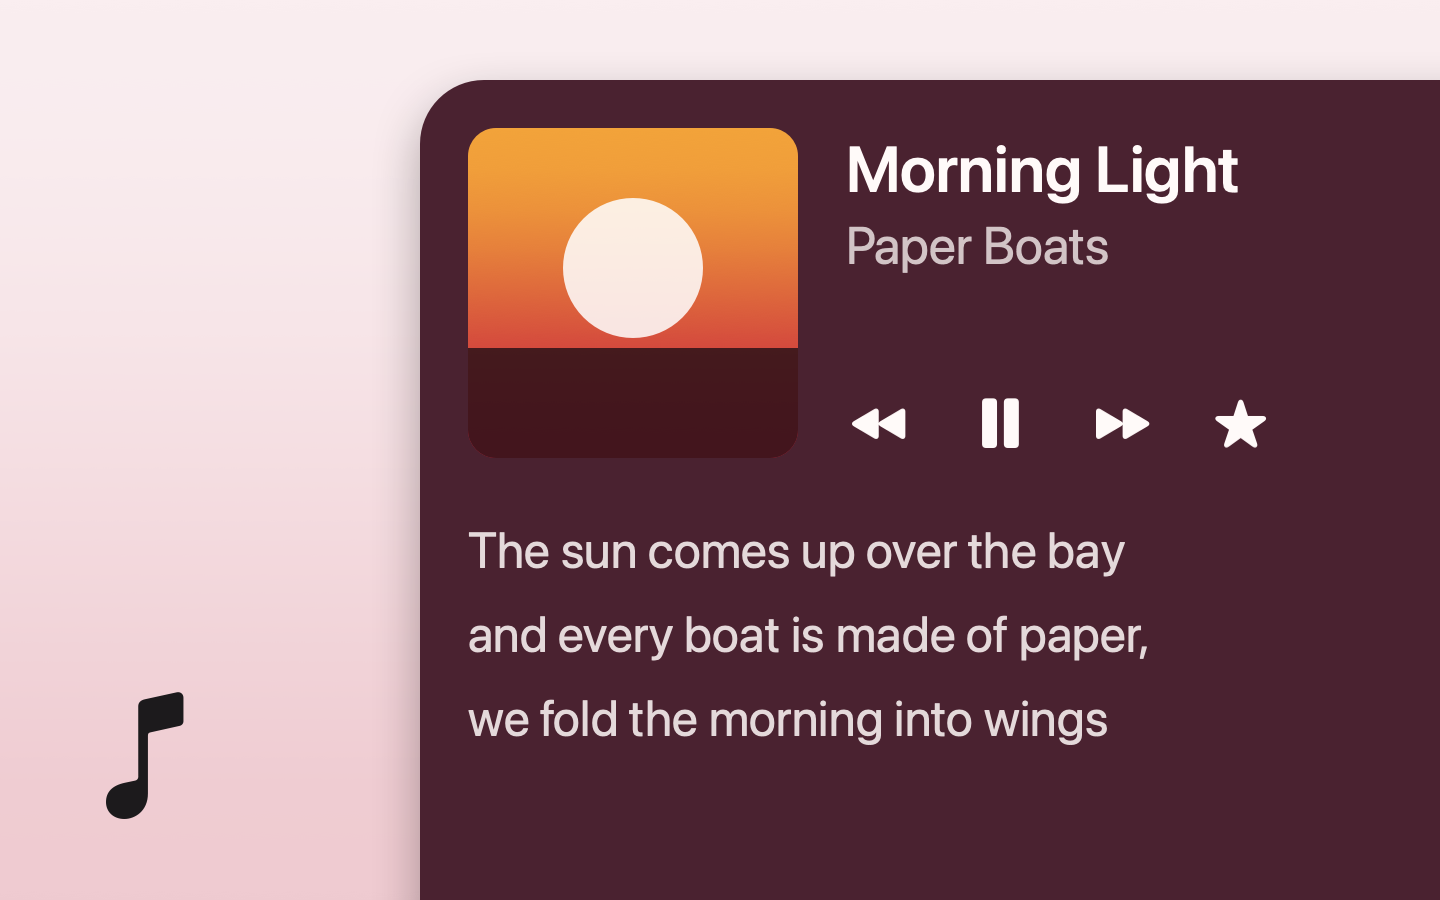 Morning Light
Paper Boats
The sun comes up over the bay
and every boat is made of paper,
we fold the morning into wings